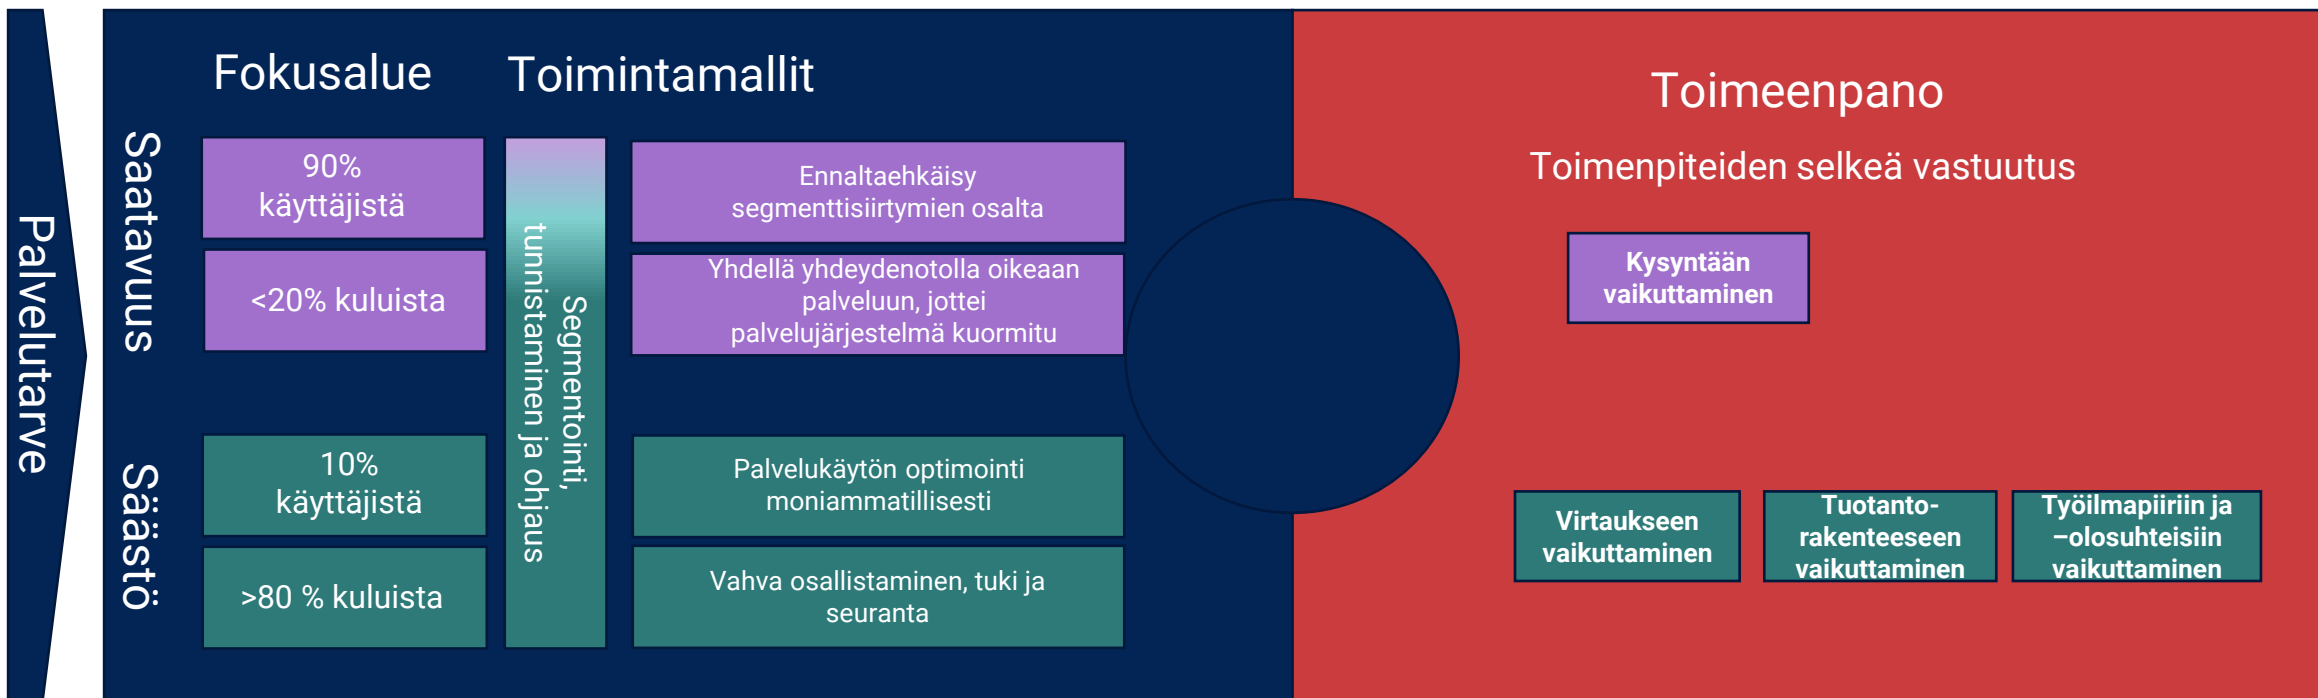 Palvelutarve
Fokusalue
Toimintamallit
Saatavuus
90%
käyttäjistä
<20% kuluista
Säästö
10%
käyttäjistä
>80 % kuluista
Segmentointi,
tunnistaminen ja ohjaus
Ennaltaehkäisy
segmenttisiirtymien osalta
Yhdellä yhdeydenotolla oikeaan
palveluun, jottei
palvelujärjestelmä kuormitu
Palvelukäytön optimointi
moniammatillisesti
Vahva osallistaminen, tuki ja
seuranta
Toimeenpano
Toimenpiteiden selkeä vastuutus
Kysyntään
vaikuttaminen
Virtaukseen
vaikuttaminen
Tuotanto-
rakenteeseen
vaikuttaminen
Työilmapiiriin ja
–olosuhteisiin
vaikuttaminen